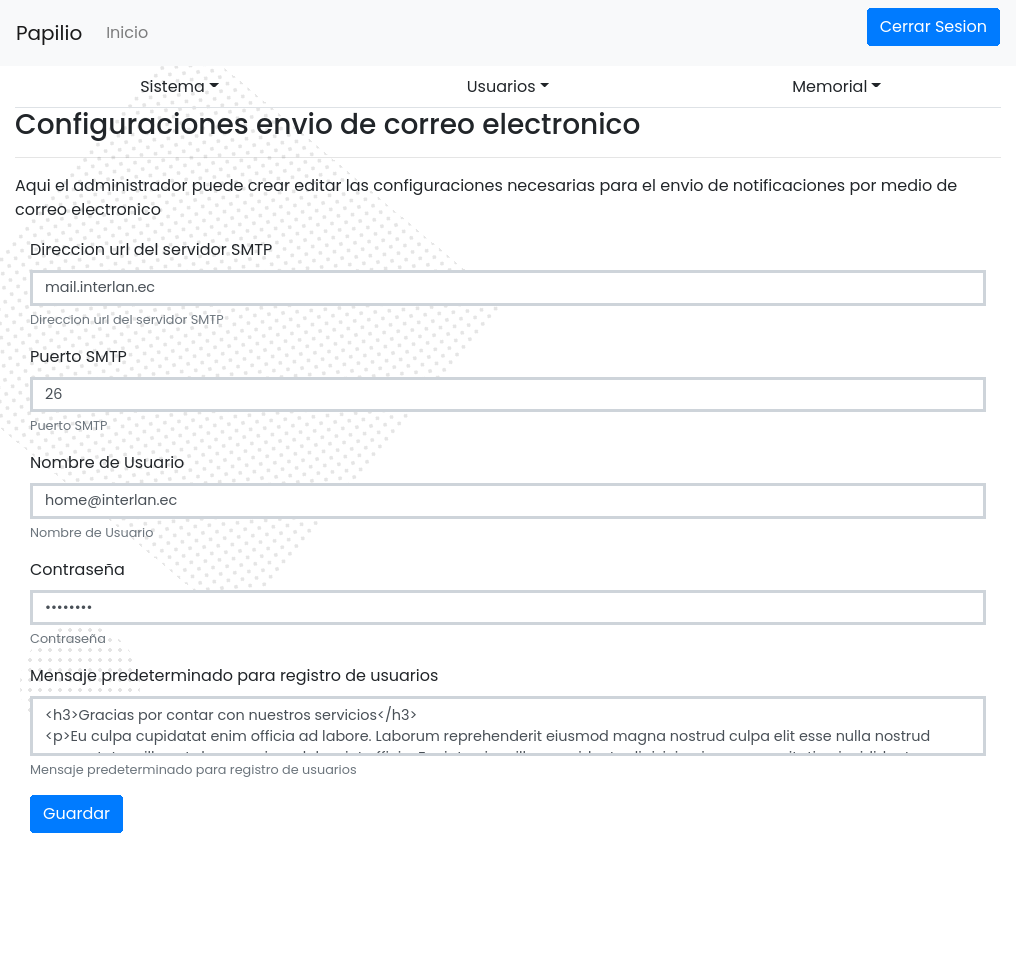 Papilio Inicio Cerrar Sesion
Sistema Usuarios Memorial
Configuraciones envio de correo electronico
Aqui el administrador puede crear editar las configuraciones necesarias para el envio de notificaciones por medio de
correo electronico
Direccion url del servidor SMTP
mail.interlan.ec
Direccion url del servidor SMTP
Puerto SMTP
26
Puerto SMTP
Nombre de Usuario
home@interlan.ec
Nombre de Usuario
Contraseña
••••••••
Contraseña
Mensaje predeterminado para registro de usuarios
<h3>Gracias por contar con nuestros servicios</h3>
<p>Eu culpa cupidatat enim officia ad labore. Laborum reprehenderit eiusmod magna nostrud culpa elit esse nulla nostrud
Mensaje predeterminado para registro de usuarios
Guardar